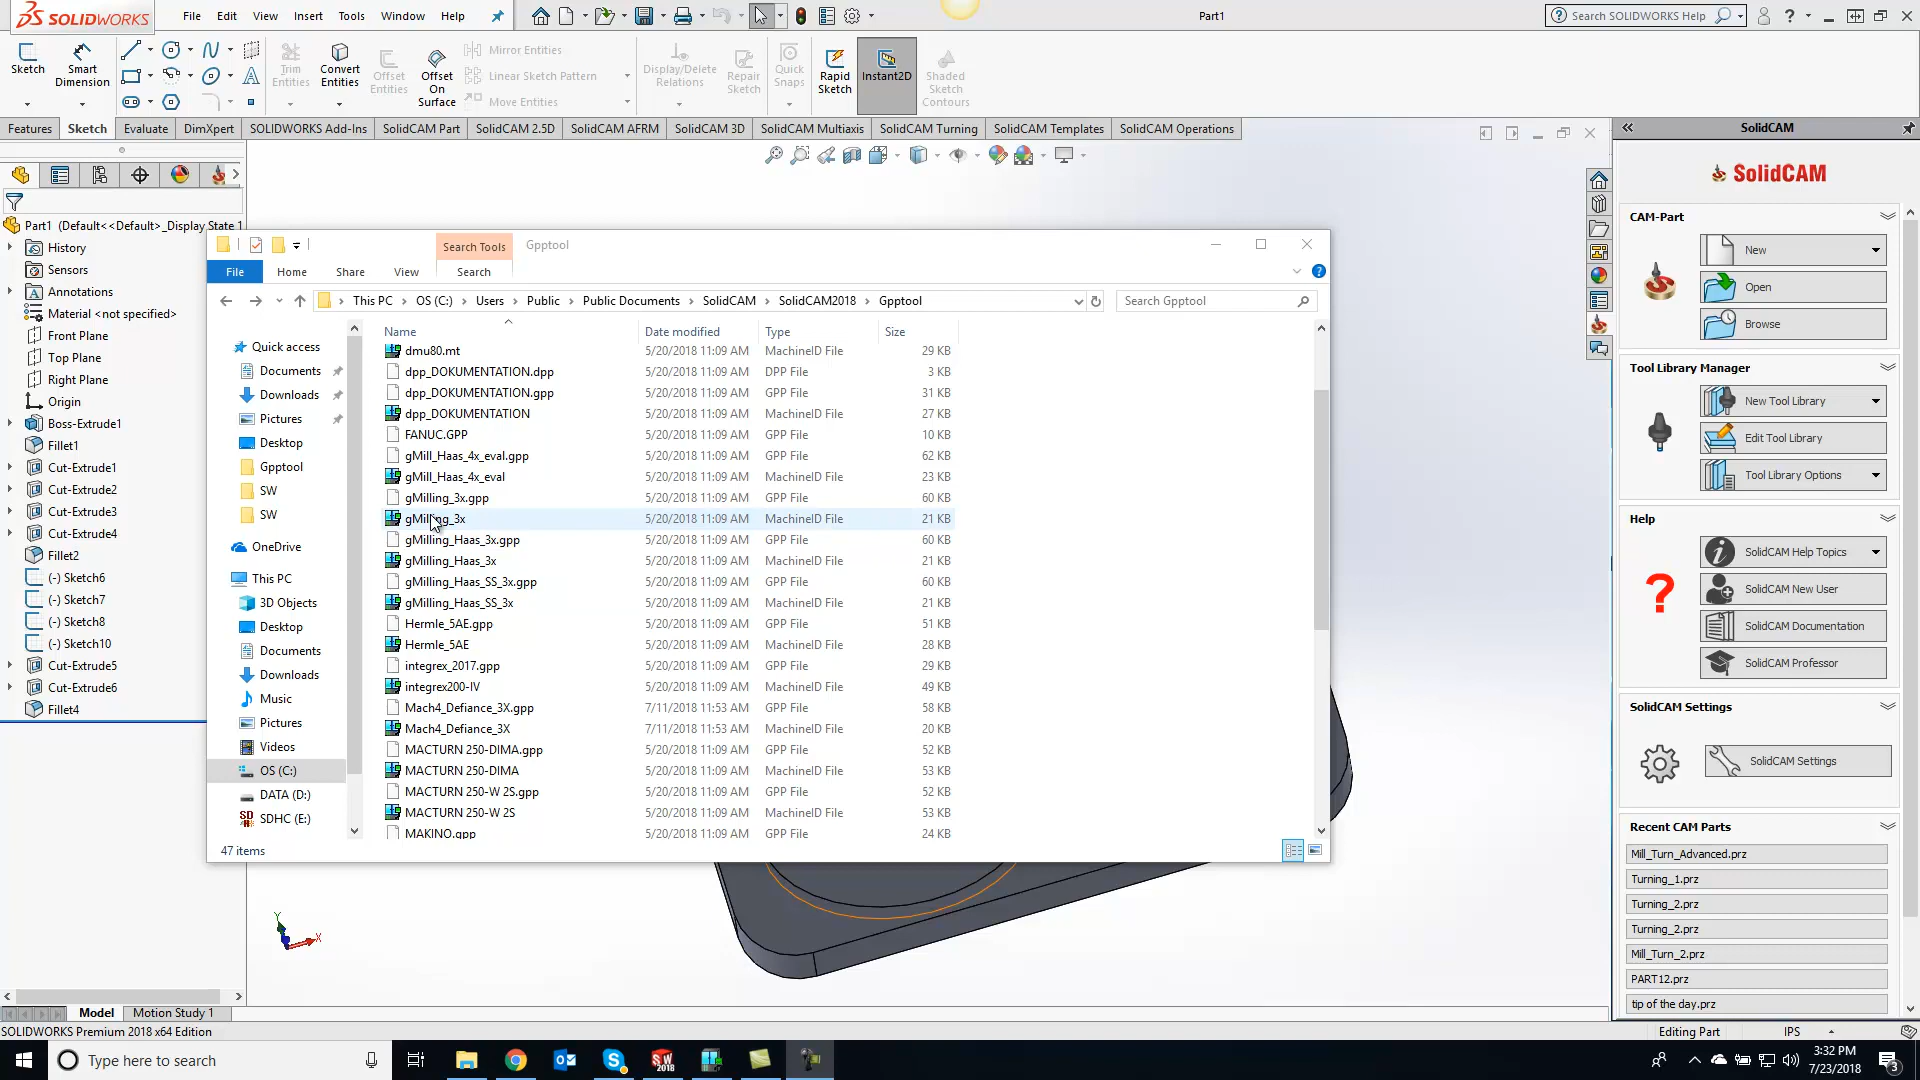 SOLIDWORKS File Edit View Insert Tools Window Help Part1 Search SOLIDWORKS Help ?
Sketch Smart Dimension Trim Entities Convert Entities Offset Entities Offset On Surface Mirror Entities Linear Sketch Pattern Move Entities Display/Delete Relations Repair Sketch Quick Snaps Rapid Sketch Instant2D Shaded Sketch Contours
Features Sketch Evaluate DimXpert SOLIDWORKS Add-Ins SolidCAM Part SolidCAM 2.5D SolidCAM AFRM SolidCAM 3D SolidCAM Multiaxis SolidCAM Turning SolidCAM Templates SolidCAM Operations
Part1 (Default<<Default>_Display State 1
History
Sensors
Annotations
Material <not specified>
Front Plane
Top Plane
Right Plane
Origin
Boss-Extrude1
Fillet1
Cut-Extrude1
Cut-Extrude2
Cut-Extrude3
Cut-Extrude4
Fillet2
(-) Sketch6
(-) Sketch7
(-) Sketch8
(-) Sketch10
Cut-Extrude5
Cut-Extrude6
Fillet4
Search Tools Gpptool
File Home Share View Search
This PC > OS (C:) > Users > Public > Public Documents > SolidCAM > SolidCAM2018 > Gpptool Search Gpptool
Quick access
Documents
Downloads
Pictures
Desktop
Gpptool
SW
SW
OneDrive
This PC
3D Objects
Desktop
Documents
Downloads
Music
Pictures
Videos
OS (C:)
DATA (D:)
SDHC (E:)
Name Date modified Type Size
dmu80.mt 5/20/2018 11:09 AM MachineID File 29 KB
dpp_DOKUMENTATION.dpp 5/20/2018 11:09 AM DPP File 3 KB
dpp_DOKUMENTATION.gpp 5/20/2018 11:09 AM GPP File 31 KB
dpp_DOKUMENTATION 5/20/2018 11:09 AM MachineID File 27 KB
FANUC.GPP 5/20/2018 11:09 AM GPP File 10 KB
gMill_Haas_4x_eval.gpp 5/20/2018 11:09 AM GPP File 62 KB
gMill_Haas_4x_eval 5/20/2018 11:09 AM MachineID File 23 KB
gMilling_3x.gpp 5/20/2018 11:09 AM GPP File 60 KB
gMilling_3x 5/20/2018 11:09 AM MachineID File 21 KB
gMilling_Haas_3x.gpp 5/20/2018 11:09 AM GPP File 60 KB
gMilling_Haas_3x 5/20/2018 11:09 AM MachineID File 21 KB
gMilling_Haas_SS_3x.gpp 5/20/2018 11:09 AM GPP File 60 KB
gMilling_Haas_SS_3x 5/20/2018 11:09 AM MachineID File 21 KB
Hermle_5AE.gpp 5/20/2018 11:09 AM GPP File 51 KB
Hermle_5AE 5/20/2018 11:09 AM MachineID File 28 KB
integrex_2017.gpp 5/20/2018 11:09 AM GPP File 29 KB
integrex200-IV 5/20/2018 11:09 AM MachineID File 49 KB
Mach4_Defiance_3X.gpp 7/11/2018 11:53 AM GPP File 58 KB
Mach4_Defiance_3X 7/11/2018 11:53 AM MachineID File 20 KB
MACTURN 250-DIMA.gpp 5/20/2018 11:09 AM GPP File 52 KB
MACTURN 250-DIMA 5/20/2018 11:09 AM MachineID File 53 KB
MACTURN 250-W 2S.gpp 5/20/2018 11:09 AM GPP File 52 KB
MACTURN 250-W 2S 5/20/2018 11:09 AM MachineID File 53 KB
MAKINO.gpp 5/20/2018 11:09 AM GPP File 24 KB
47 items
SolidCAM
SolidCAM
CAM-Part
New
Open
Browse
Tool Library Manager
New Tool Library
Edit Tool Library
Tool Library Options
Help
SolidCAM Help Topics
SolidCAM New User
SolidCAM Documentation
SolidCAM Professor
SolidCAM Settings
SolidCAM Settings
Recent CAM Parts
Mill_Turn_Advanced.prz
Turning_1.prz
Turning_2.prz
Turning_2.prz
Mill_Turn_2.prz
PART12.prz
tip of the day.prz
Y X
Model Motion Study 1
SOLIDWORKS Premium 2018 x64 Edition Editing Part IPS
Type here to search 3:32 PM
7/23/2018 3